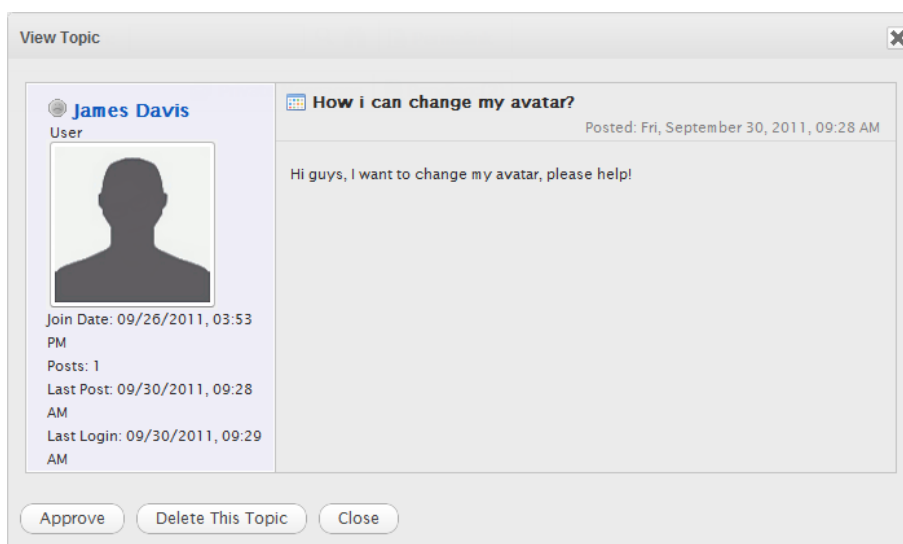 View Topic
James Davis
User
How i can change my avatar?
Posted: Fri, September 30, 2011, 09:28 AM
Hi guys, I want to change my avatar, please help!
Join Date: 09/26/2011, 03:53
PM
Posts: 1
Last Post: 09/30/2011, 09:28
AM
Last Login: 09/30/2011, 09:29
AM
Approve
Delete This Topic
Close